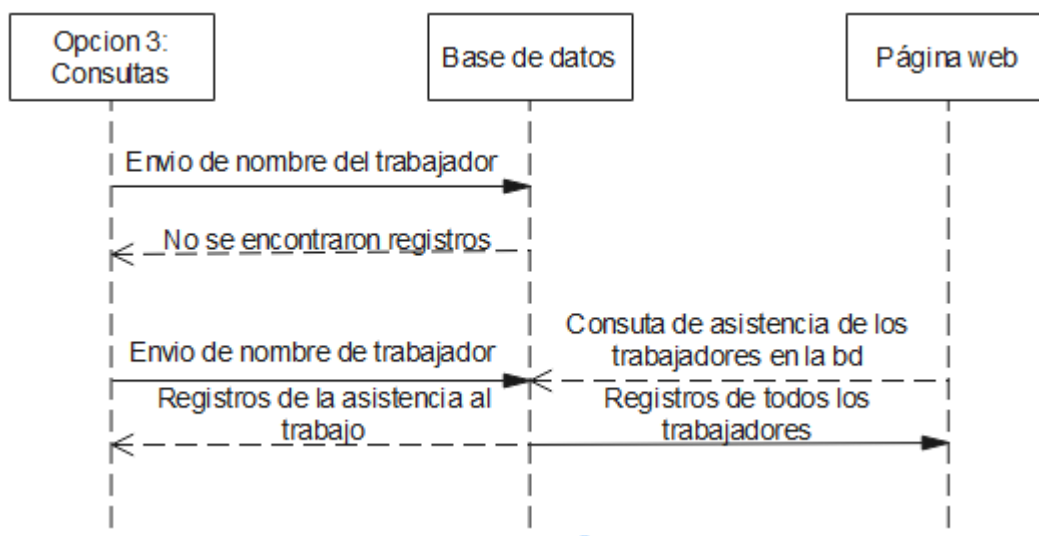 Opcion 3:
Consultas
Base de datos
Página web
Envio de nombre del trabajador
No se encontraron registros
Consuta de asistencia de los
trabajadores en la bd
Envio de nombre de trabajador
Registros de la asistencia al
trabajo
Registros de todos los
trabajadores